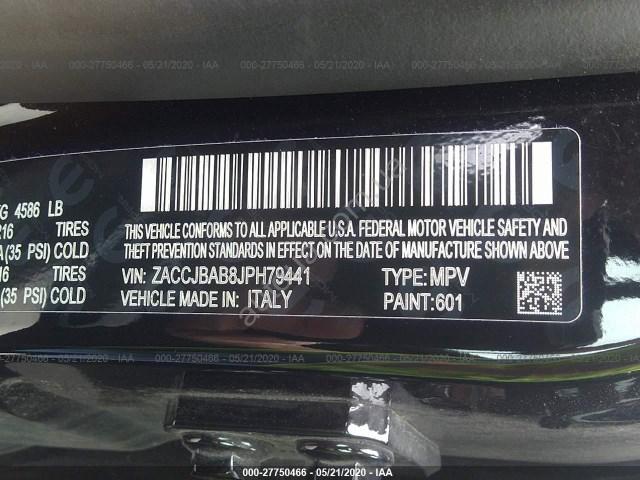 000-27750466 - 05/21/2020 - IAA
4586 LB
216 TIRES
(35 PSI) COLD
16 TIRES
(35 PSI) COLD
THIS VEHICLE CONFORMS TO ALL APPLICABLE U.S.A. FEDERAL MOTOR VEHICLE SAFETY AND
THEFT PREVENTION STANDARDS IN EFFECT ON THE DATE OF MANUFACTURE SHOWN ABOVE.
VIN: ZACCJBAB8JPH79441 TYPE: MPV
VEHICLE MADE IN: ITALY PAINT: 601
000-27750466 - 05/21/2020 - IAA
000-27750466 - 05/21/2020 - IAA